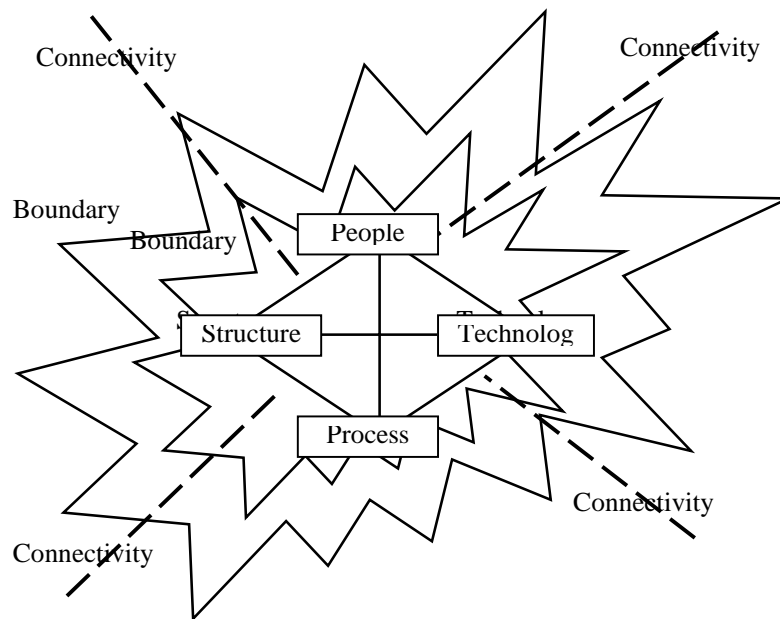 Connectivity
Connectivity
Boundary
Boundary
People
Structure
Technolog
Process
Connectivity
Connectivity